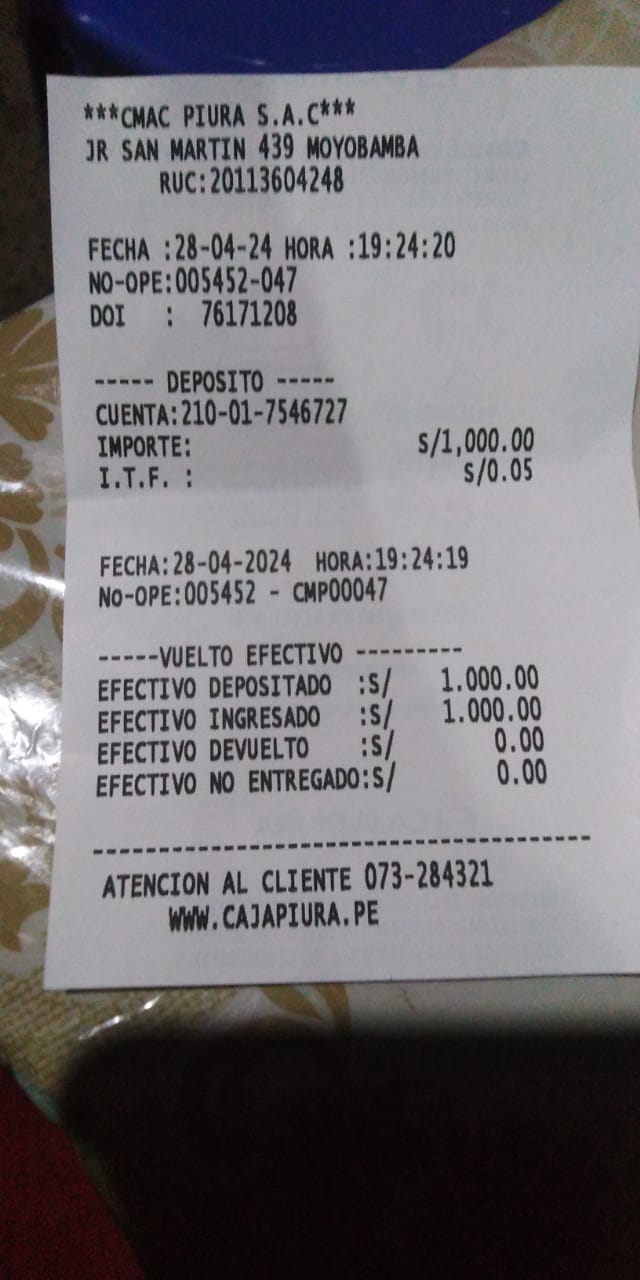 ***CMAC PIURA S.A.C***
JR SAN MARTIN 439 MOYOBAMBA
RUC:20113604248
FECHA :28-04-24 HORA :19:24:20
NO-OPE:005452-047
DOI : 76171208
----- DEPOSITO -----
CUENTA:210-01-7546727
IMPORTE: S/1,000.00
I.T.F. : S/0.05
FECHA:28-04-2024 HORA:19:24:19
No-OPE:005452 - CMP00047
-----VUELTO EFECTIVO ---------
EFECTIVO DEPOSITADO :S/ 1.000.00
EFECTIVO INGRESADO :S/ 1.000.00
EFECTIVO DEVUELTO :S/ 0.00
EFECTIVO NO ENTREGADO:S/ 0.00
-----------------------------------------
ATENCION AL CLIENTE 073-284321
WWW.CAJAPIURA.PE